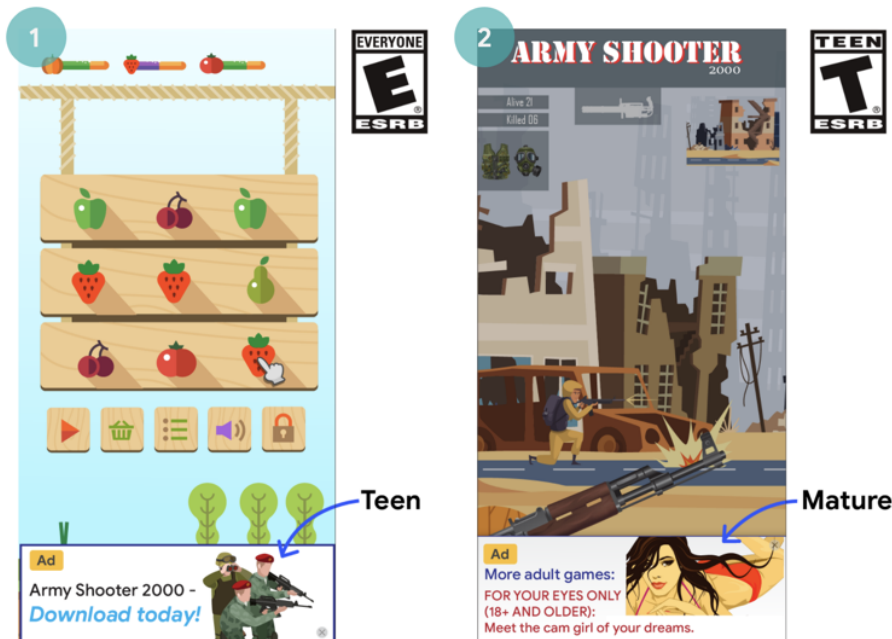 1
EVERYONE
E
®
ESRB
Ad
Army Shooter 2000 -
Download today!
Teen
2
ARMY SHOOTER
2000
TEEN
T
®
ESRB
Alive 21
Killed 06
Ad
More adult games:
FOR YOUR EYES ONLY
(18+ AND OLDER):
Meet the cam girl of your dreams.
Mature